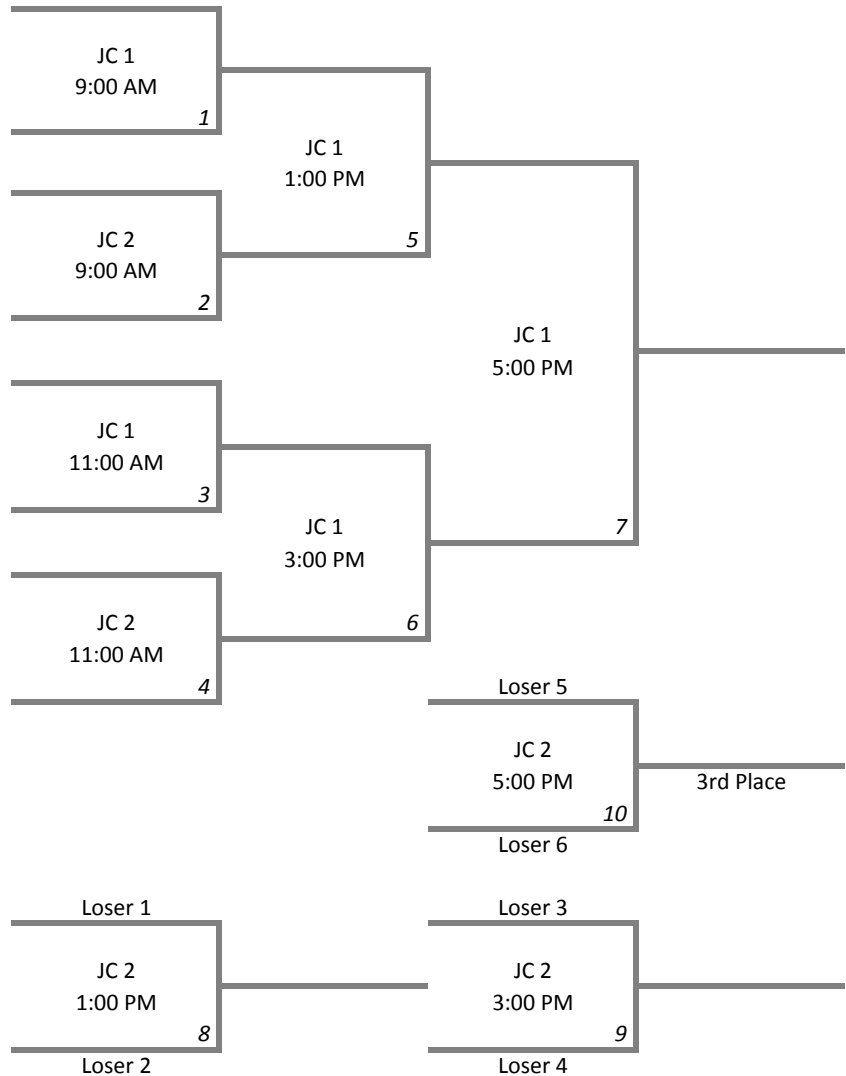 JC 1
9:00 AM
1
JC 1
1:00 PM
5
JC 2
9:00 AM
2
JC 1
5:00 PM
7
JC 1
11:00 AM
3
JC 1
3:00 PM
6
JC 2
11:00 AM
4
Loser 5
JC 2
5:00 PM
10
3rd Place
Loser 6
Loser 1
JC 2
1:00 PM
8
Loser 2
Loser 3
JC 2
3:00 PM
9
Loser 4